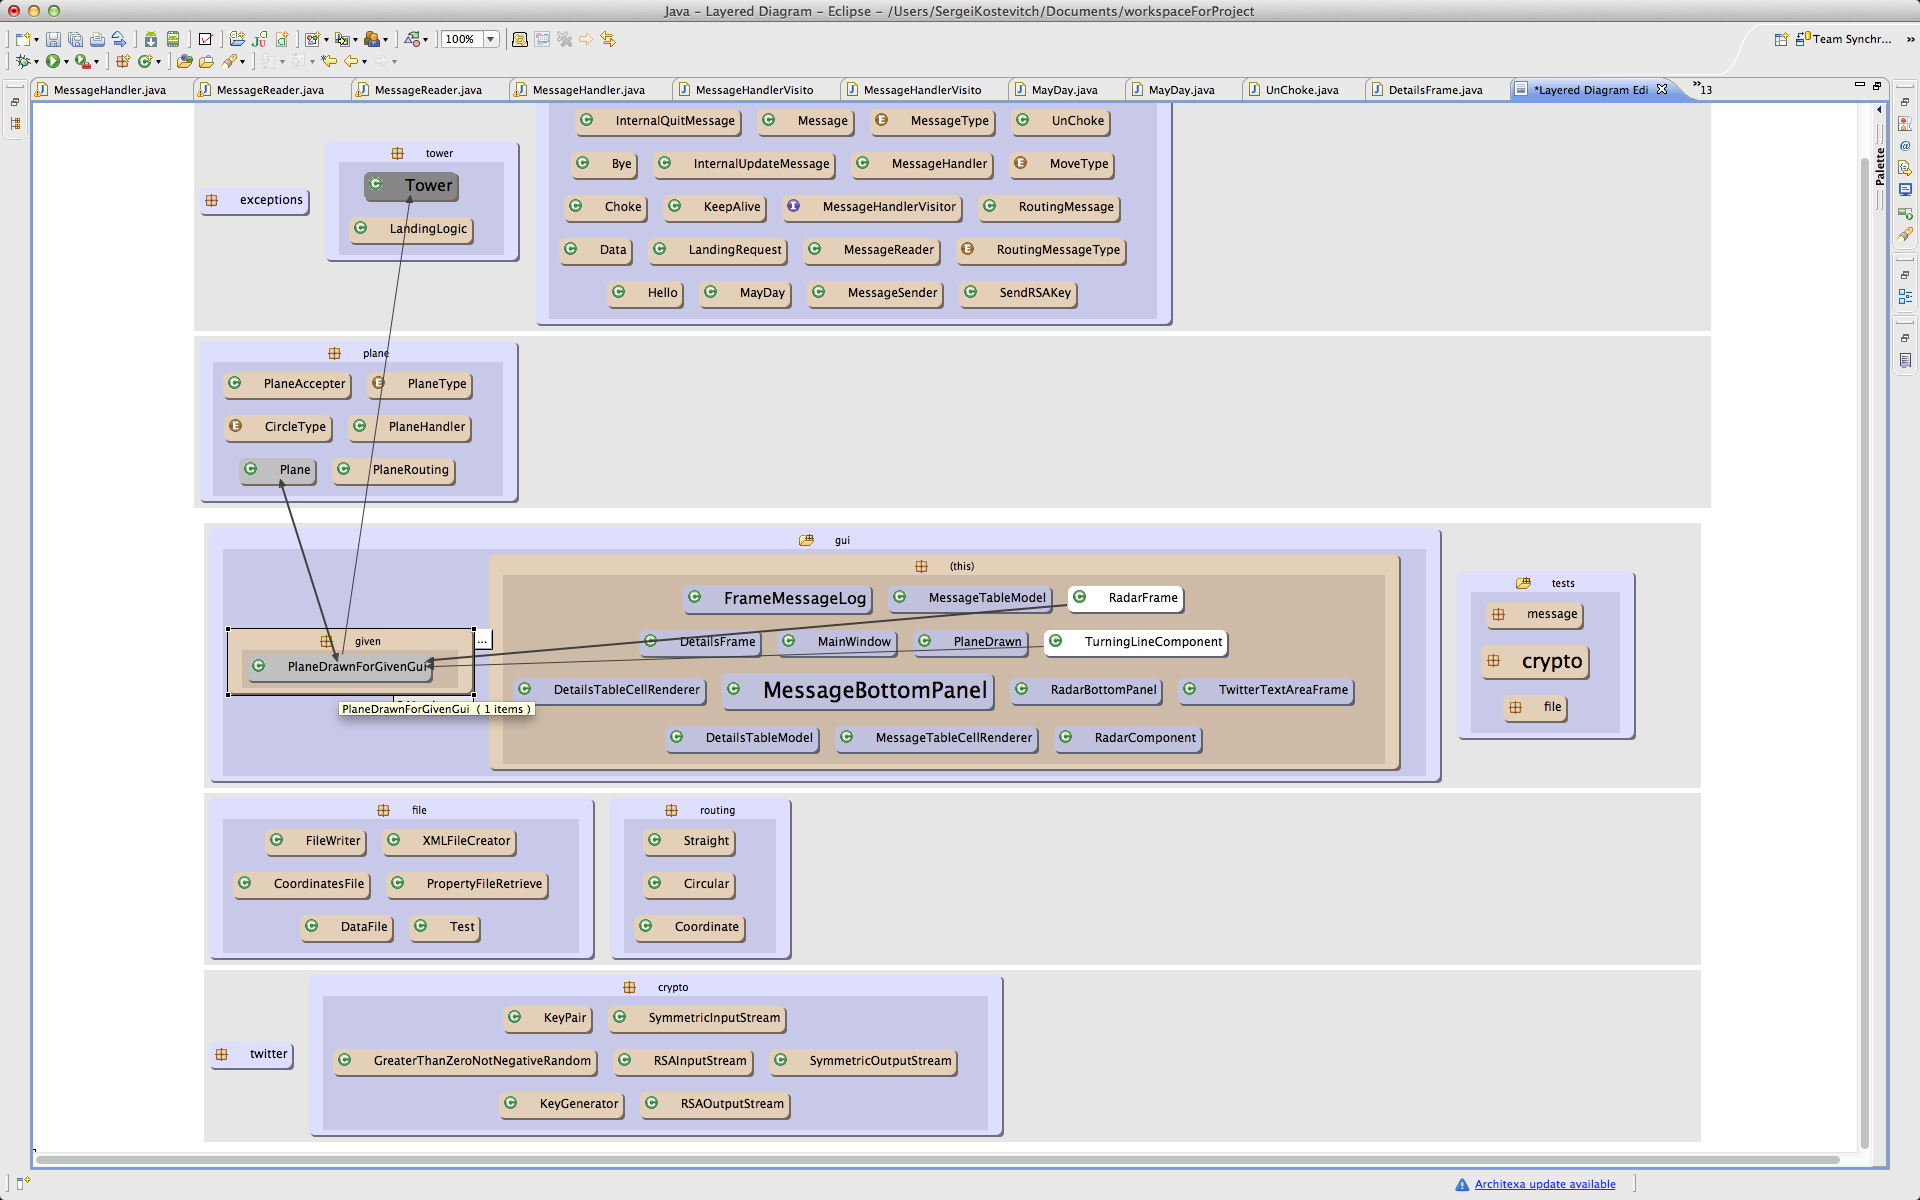 Java – Layered Diagram – Eclipse – /Users/SergeiKostevitch/Documents/workspaceForProject
100%
Team Synchr...
»
MessageHandler.java
MessageReader.java
MessageReader.java
MessageHandler.java
MessageHandlerVisito
MessageHandlerVisito
MayDay.java
MayDay.java
UnChoke.java
DetailsFrame.java
*Layered Diagram Edi
»13
Palette
InternalQuitMessage
Message
MessageType
UnChoke
Bye
InternalUpdateMessage
MessageHandler
MoveType
Choke
KeepAlive
MessageHandlerVisitor
RoutingMessage
Data
LandingRequest
MessageReader
RoutingMessageType
Hello
MayDay
MessageSender
SendRSAKey
exceptions
tower
Tower
LandingLogic
plane
PlaneAccepter
PlaneType
CircleType
PlaneHandler
Plane
PlaneRouting
gui
(this)
FrameMessageLog
MessageTableModel
RadarFrame
DetailsFrame
MainWindow
PlaneDrawn
TurningLineComponent
DetailsTableCellRenderer
MessageBottomPanel
RadarBottomPanel
TwitterTextAreaFrame
DetailsTableModel
MessageTableCellRenderer
RadarComponent
given
...
PlaneDrawnForGivenGui
PlaneDrawnForGivenGui ( 1 items )
tests
message
crypto
file
file
FileWriter
XMLFileCreator
CoordinatesFile
PropertyFileRetrieve
DataFile
Test
routing
Straight
Circular
Coordinate
twitter
crypto
KeyPair
SymmetricInputStream
GreaterThanZeroNotNegativeRandom
RSAInputStream
SymmetricOutputStream
KeyGenerator
RSAOutputStream
Architexa update available